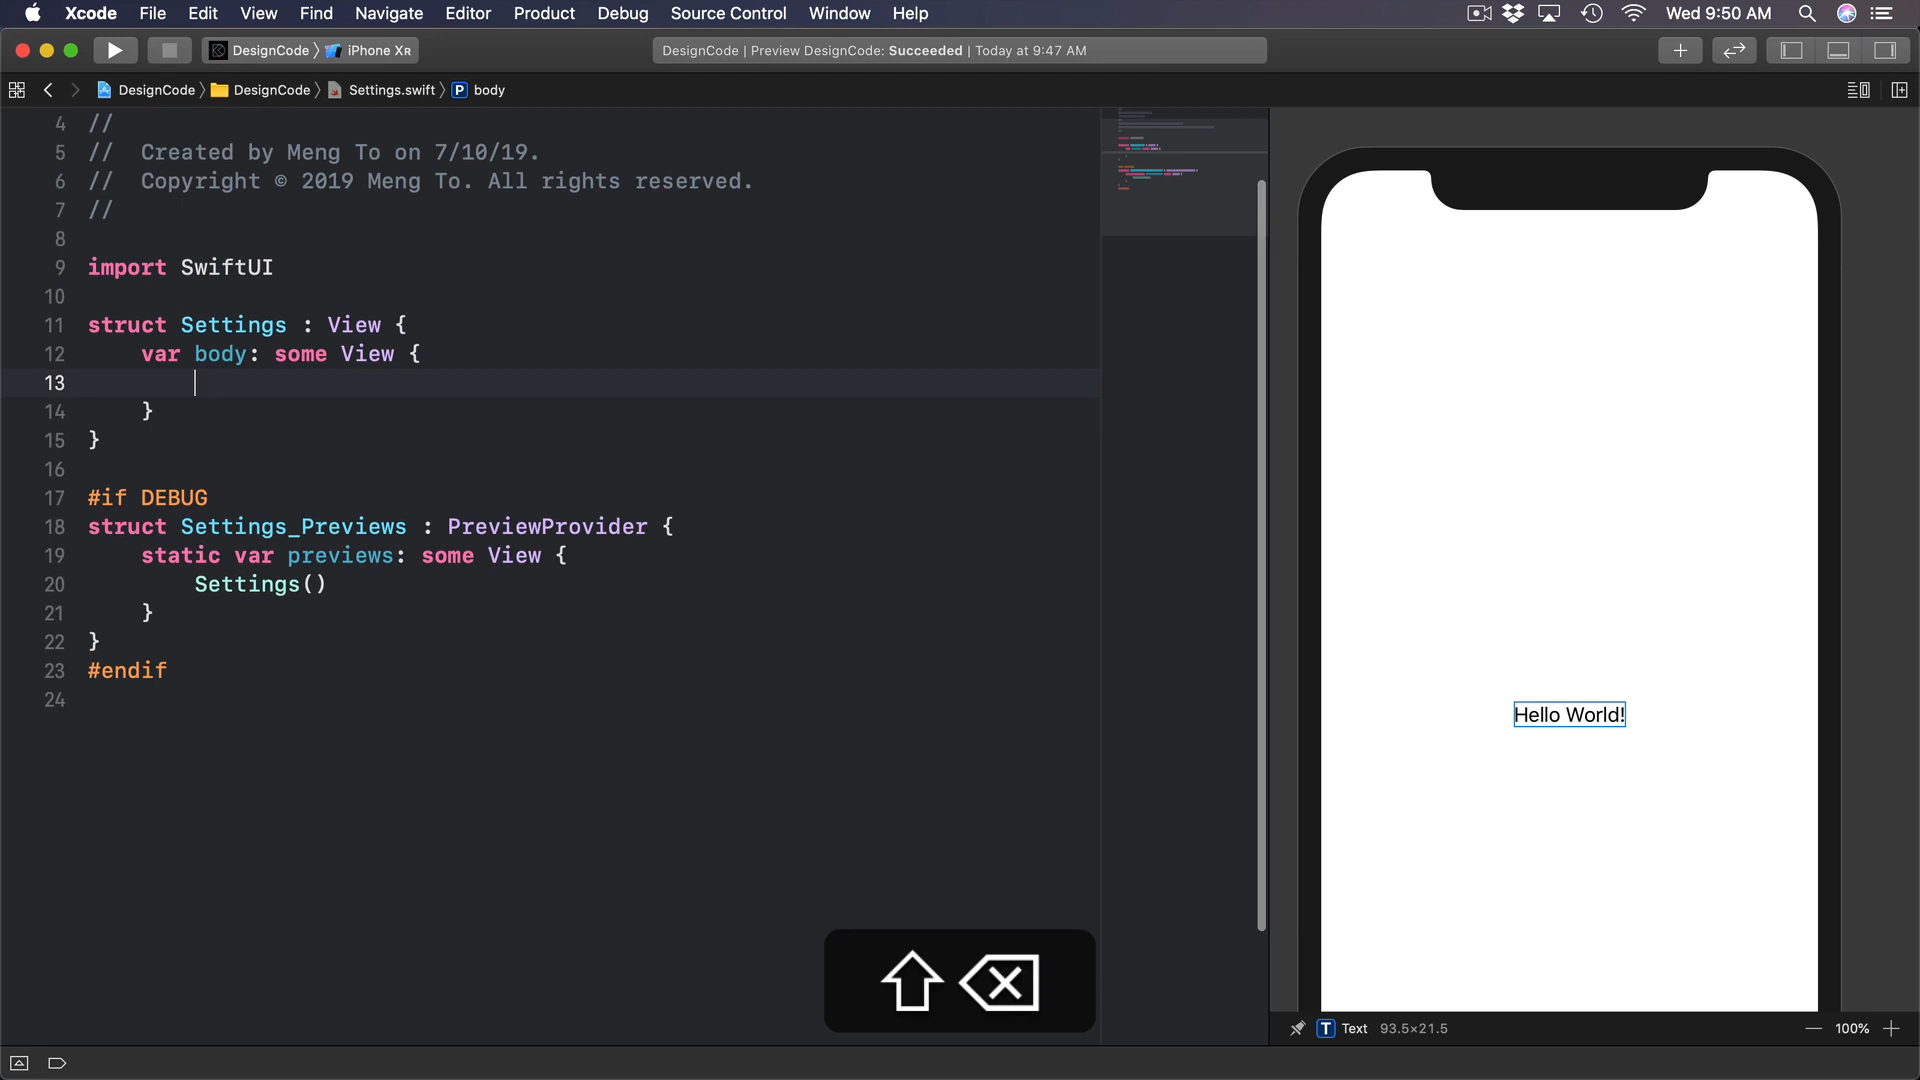 Xcode File Edit View Find Navigate Editor Product Debug Source Control Window Help Wed 9:50 AM
DesignCode iPhone XR DesignCode | Preview DesignCode: Succeeded | Today at 9:47 AM
DesignCode DesignCode Settings.swift P body
4 //
5 // Created by Meng To on 7/10/19.
6 // Copyright © 2019 Meng To. All rights reserved.
7 //
8
9 import SwiftUI
10
11 struct Settings : View {
12 var body: some View {
13
14 }
15 }
16
17 #if DEBUG
18 struct Settings_Previews : PreviewProvider {
19 static var previews: some View {
20 Settings()
21 }
22 }
23 #endif
24
Hello World!
T Text 93.5×21.5 100%